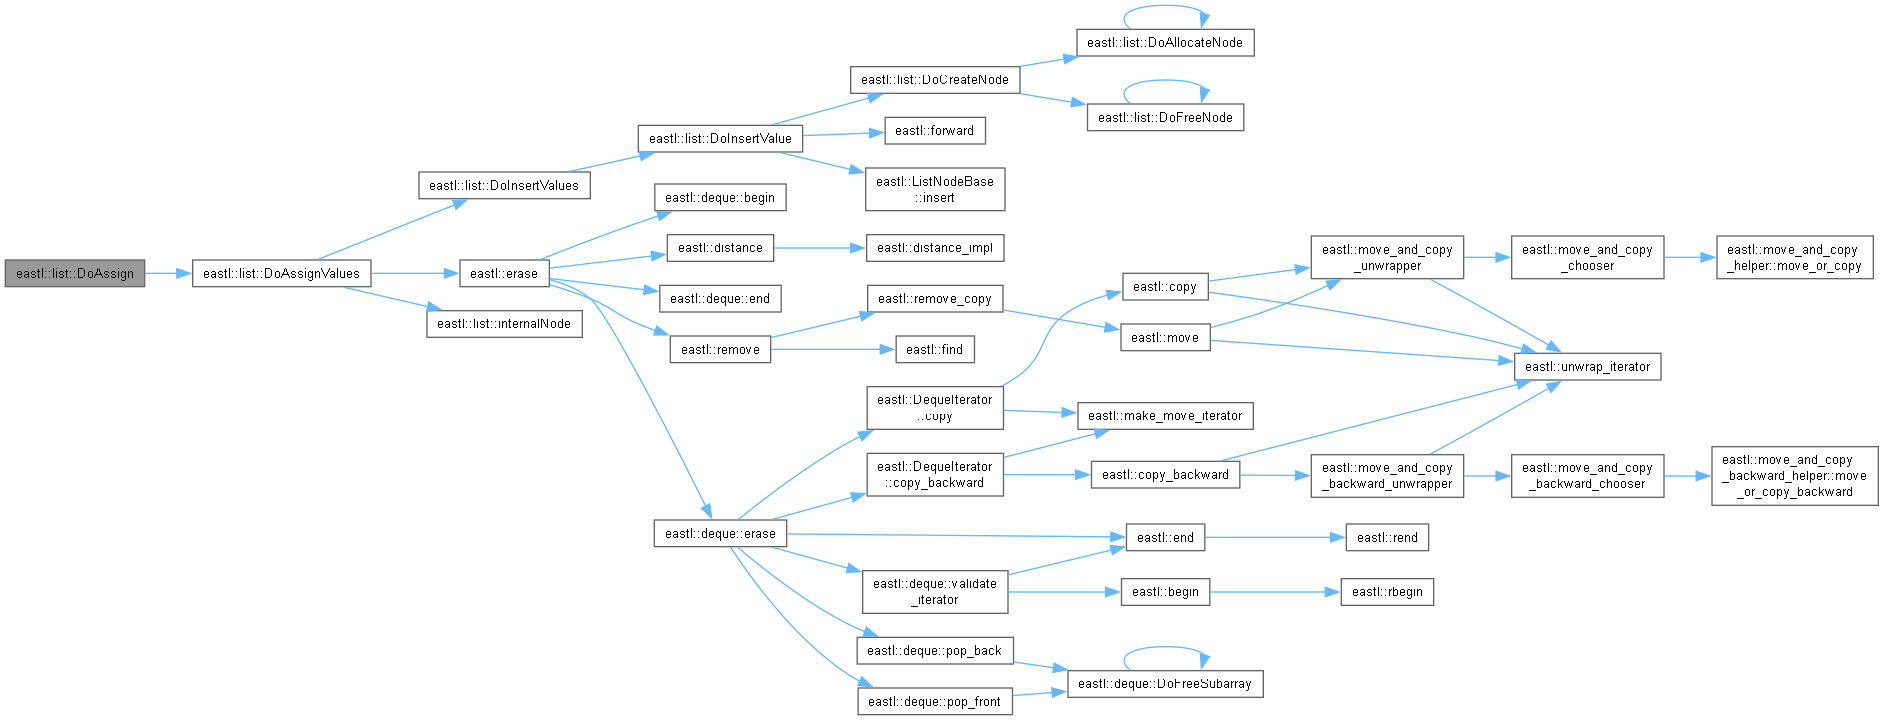 eastl::list::DoAllocateNode
eastl::list::DoCreateNode
eastl::list::DoFreeNode
eastl::list::DoInsertValue
eastl::forward
eastl::ListNodeBase
::insert
eastl::list::DoInsertValues
eastl::deque::begin
eastl::distance
eastl::distance_impl
eastl::list::DoAssign
eastl::list::DoAssignValues
eastl::erase
eastl::deque::end
eastl::list::internalNode
eastl::remove
eastl::remove_copy
eastl::find
eastl::copy
eastl::move
eastl::move_and_copy
_unwrapper
eastl::move_and_copy
_chooser
eastl::move_and_copy
_helper::move_or_copy
eastl::unwrap_iterator
eastl::DequeIterator
::copy
eastl::make_move_iterator
eastl::DequeIterator
::copy_backward
eastl::copy_backward
eastl::move_and_copy
_backward_unwrapper
eastl::move_and_copy
_backward_chooser
eastl::move_and_copy
_backward_helper::move
_or_copy_backward
eastl::deque::erase
eastl::end
eastl::rend
eastl::deque::validate
_iterator
eastl::begin
eastl::rbegin
eastl::deque::pop_back
eastl::deque::DoFreeSubarray
eastl::deque::pop_front